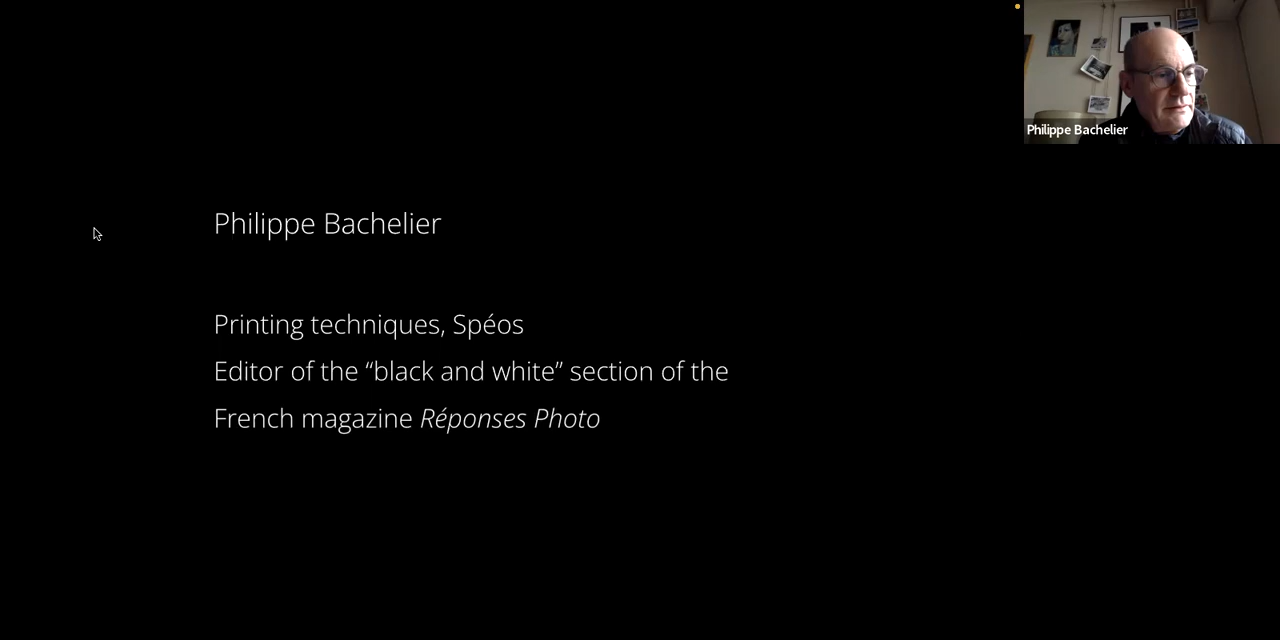 Philippe Bachelier
Philippe Bachelier
Printing techniques, Spéos
Editor of the “black and white” section of the
French magazine Réponses Photo